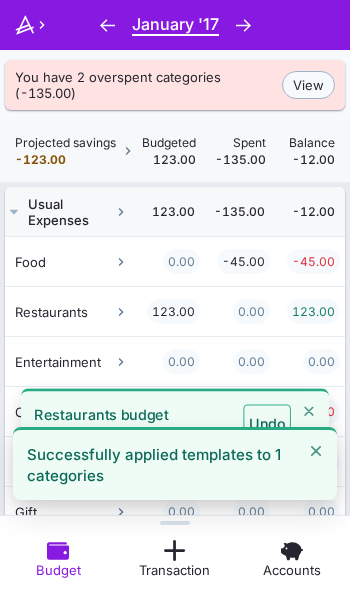 January '17
You have 2 overspent categories
(-135.00)
View
Projected savings
-123.00
Budgeted
123.00
Spent
-135.00
Balance
-12.00
Usual
Expenses
123.00
-135.00
-12.00
Food
0.00
-45.00
-45.00
Restaurants
123.00
0.00
123.00
Entertainment
0.00
0.00
0.00
Restaurants budget
Undo
Successfully applied templates to 1
categories
Gift
0.00
0.00
0.00
Budget
Transaction
Accounts